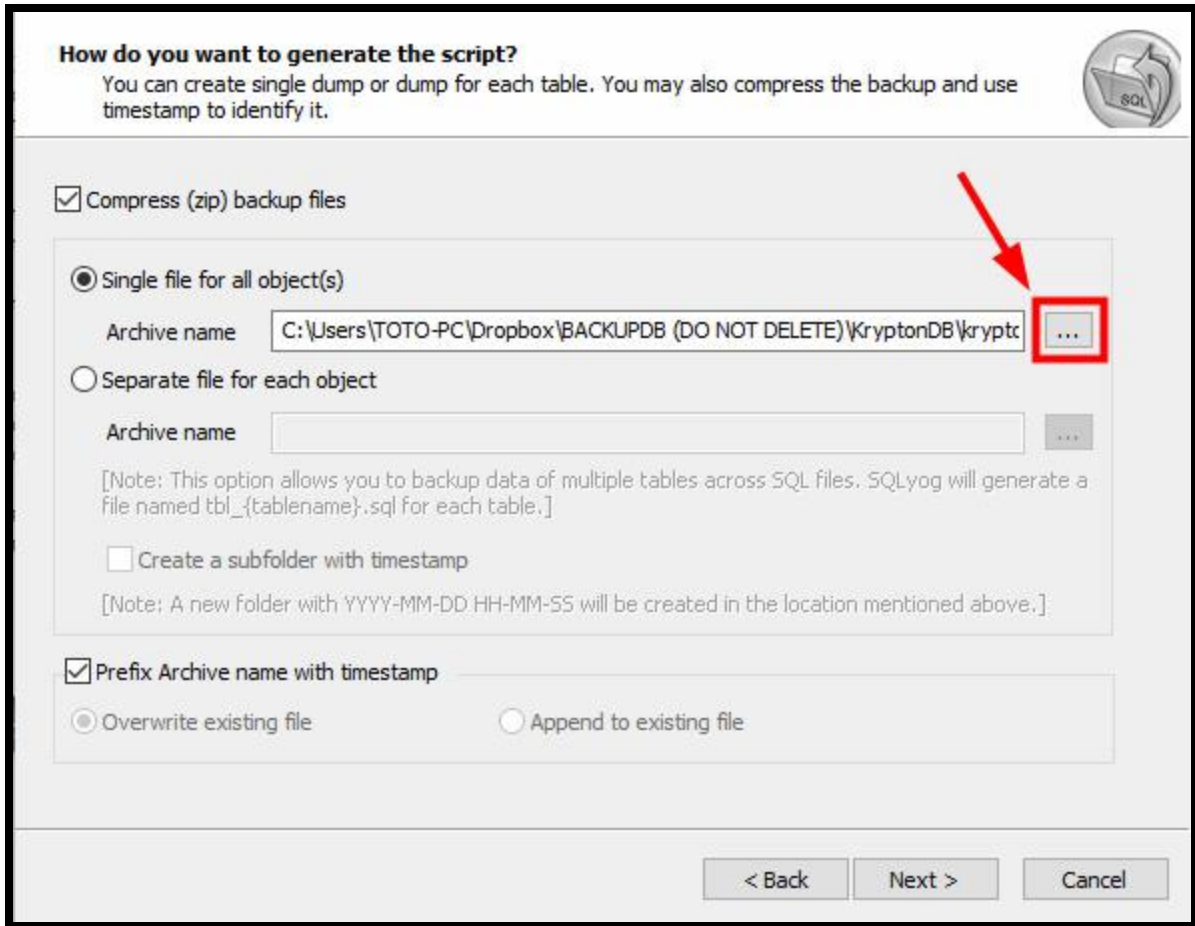 How do you want to generate the script?
You can create single dump or dump for each table. You may also compress the backup and use
timestamp to identify it.
SQL
Compress (zip) backup files
Single file for all object(s)
Archive name C:\Users\TOTO-PC\Dropbox\BACKUPDB (DO NOT DELETE)\KryptonDB\krypto
...
Separate file for each object
Archive name
...
[Note: This option allows you to backup data of multiple tables across SQL files. SQLyog will generate a
file named tbl_{tablename}.sql for each table.]
Create a subfolder with timestamp
[Note: A new folder with YYYY-MM-DD HH-MM-SS will be created in the location mentioned above.]
Prefix Archive name with timestamp
Overwrite existing file
Append to existing file
< Back
Next >
Cancel